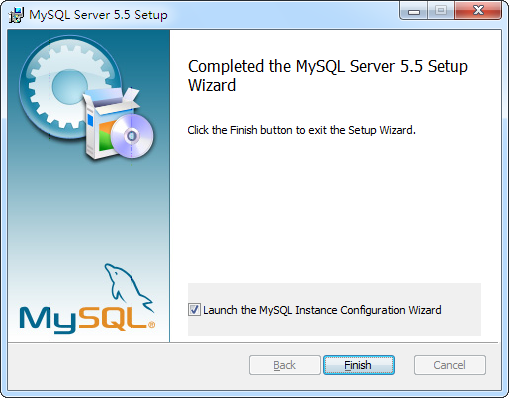 MySQL Server 5.5 Setup
Completed the MySQL Server 5.5 Setup
Wizard
Click the Finish button to exit the Setup Wizard.
MySQL®
Launch the MySQL Instance Configuration Wizard
Back
Finish
Cancel